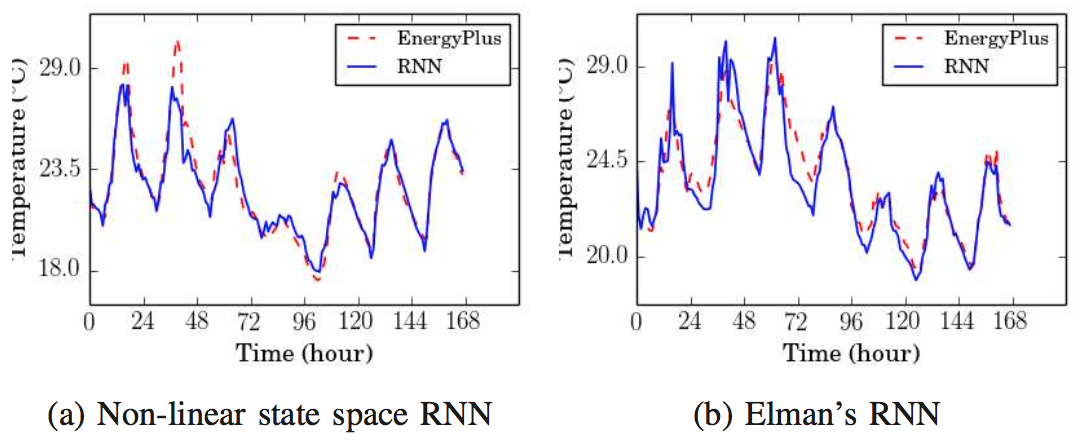 EnergyPlus
RNN
29.0
23.5
18.0
0 24 48 72 96 120 144 168
Time (hour)
(a) Non-linear state space RNN
EnergyPlus
RNN
29.0
24.5
20.0
Temperature (°C)
0 24 48 72 96 120 144 168
Time (hour)
(b) Elman's RNN